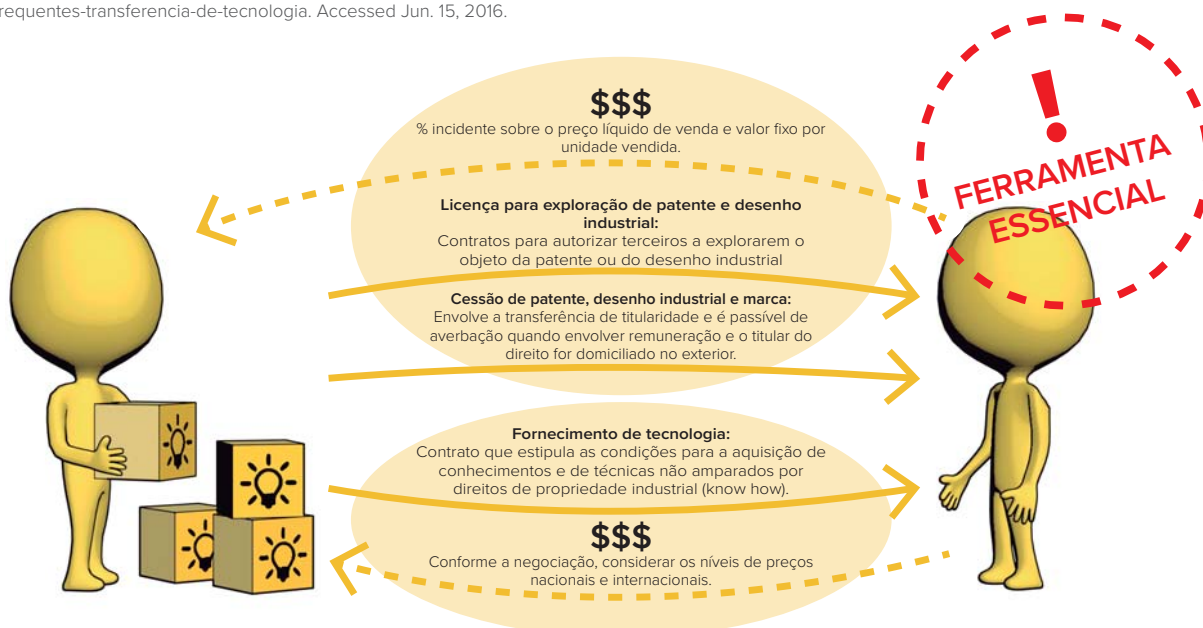 requentes-transferencia-de-tecnologia. Accessed Jun. 15, 2016.
$$$
% incidente sobre o preço líquido de venda e valor fixo por
unidade vendida.
!
FERRAMENTA
ESSENCIAL
Licença para exploração de patente e desenho
industrial:
Contratos para autorizar terceiros a explorarem o
objeto da patente ou do desenho industrial
Cessão de patente, desenho industrial e marca:
Envolve a transferência de titularidade e é passível de
averbação quando envolver remuneração e o titular do
direito for domiciliado no exterior.
Fornecimento de tecnologia:
Contrato que estipula as condições para a aquisição de
conhecimentos e de técnicas não amparados por
direitos de propriedade industrial (know how).
$$$
Conforme a negociação, considerar os níveis de preços
nacionais e internacionais.